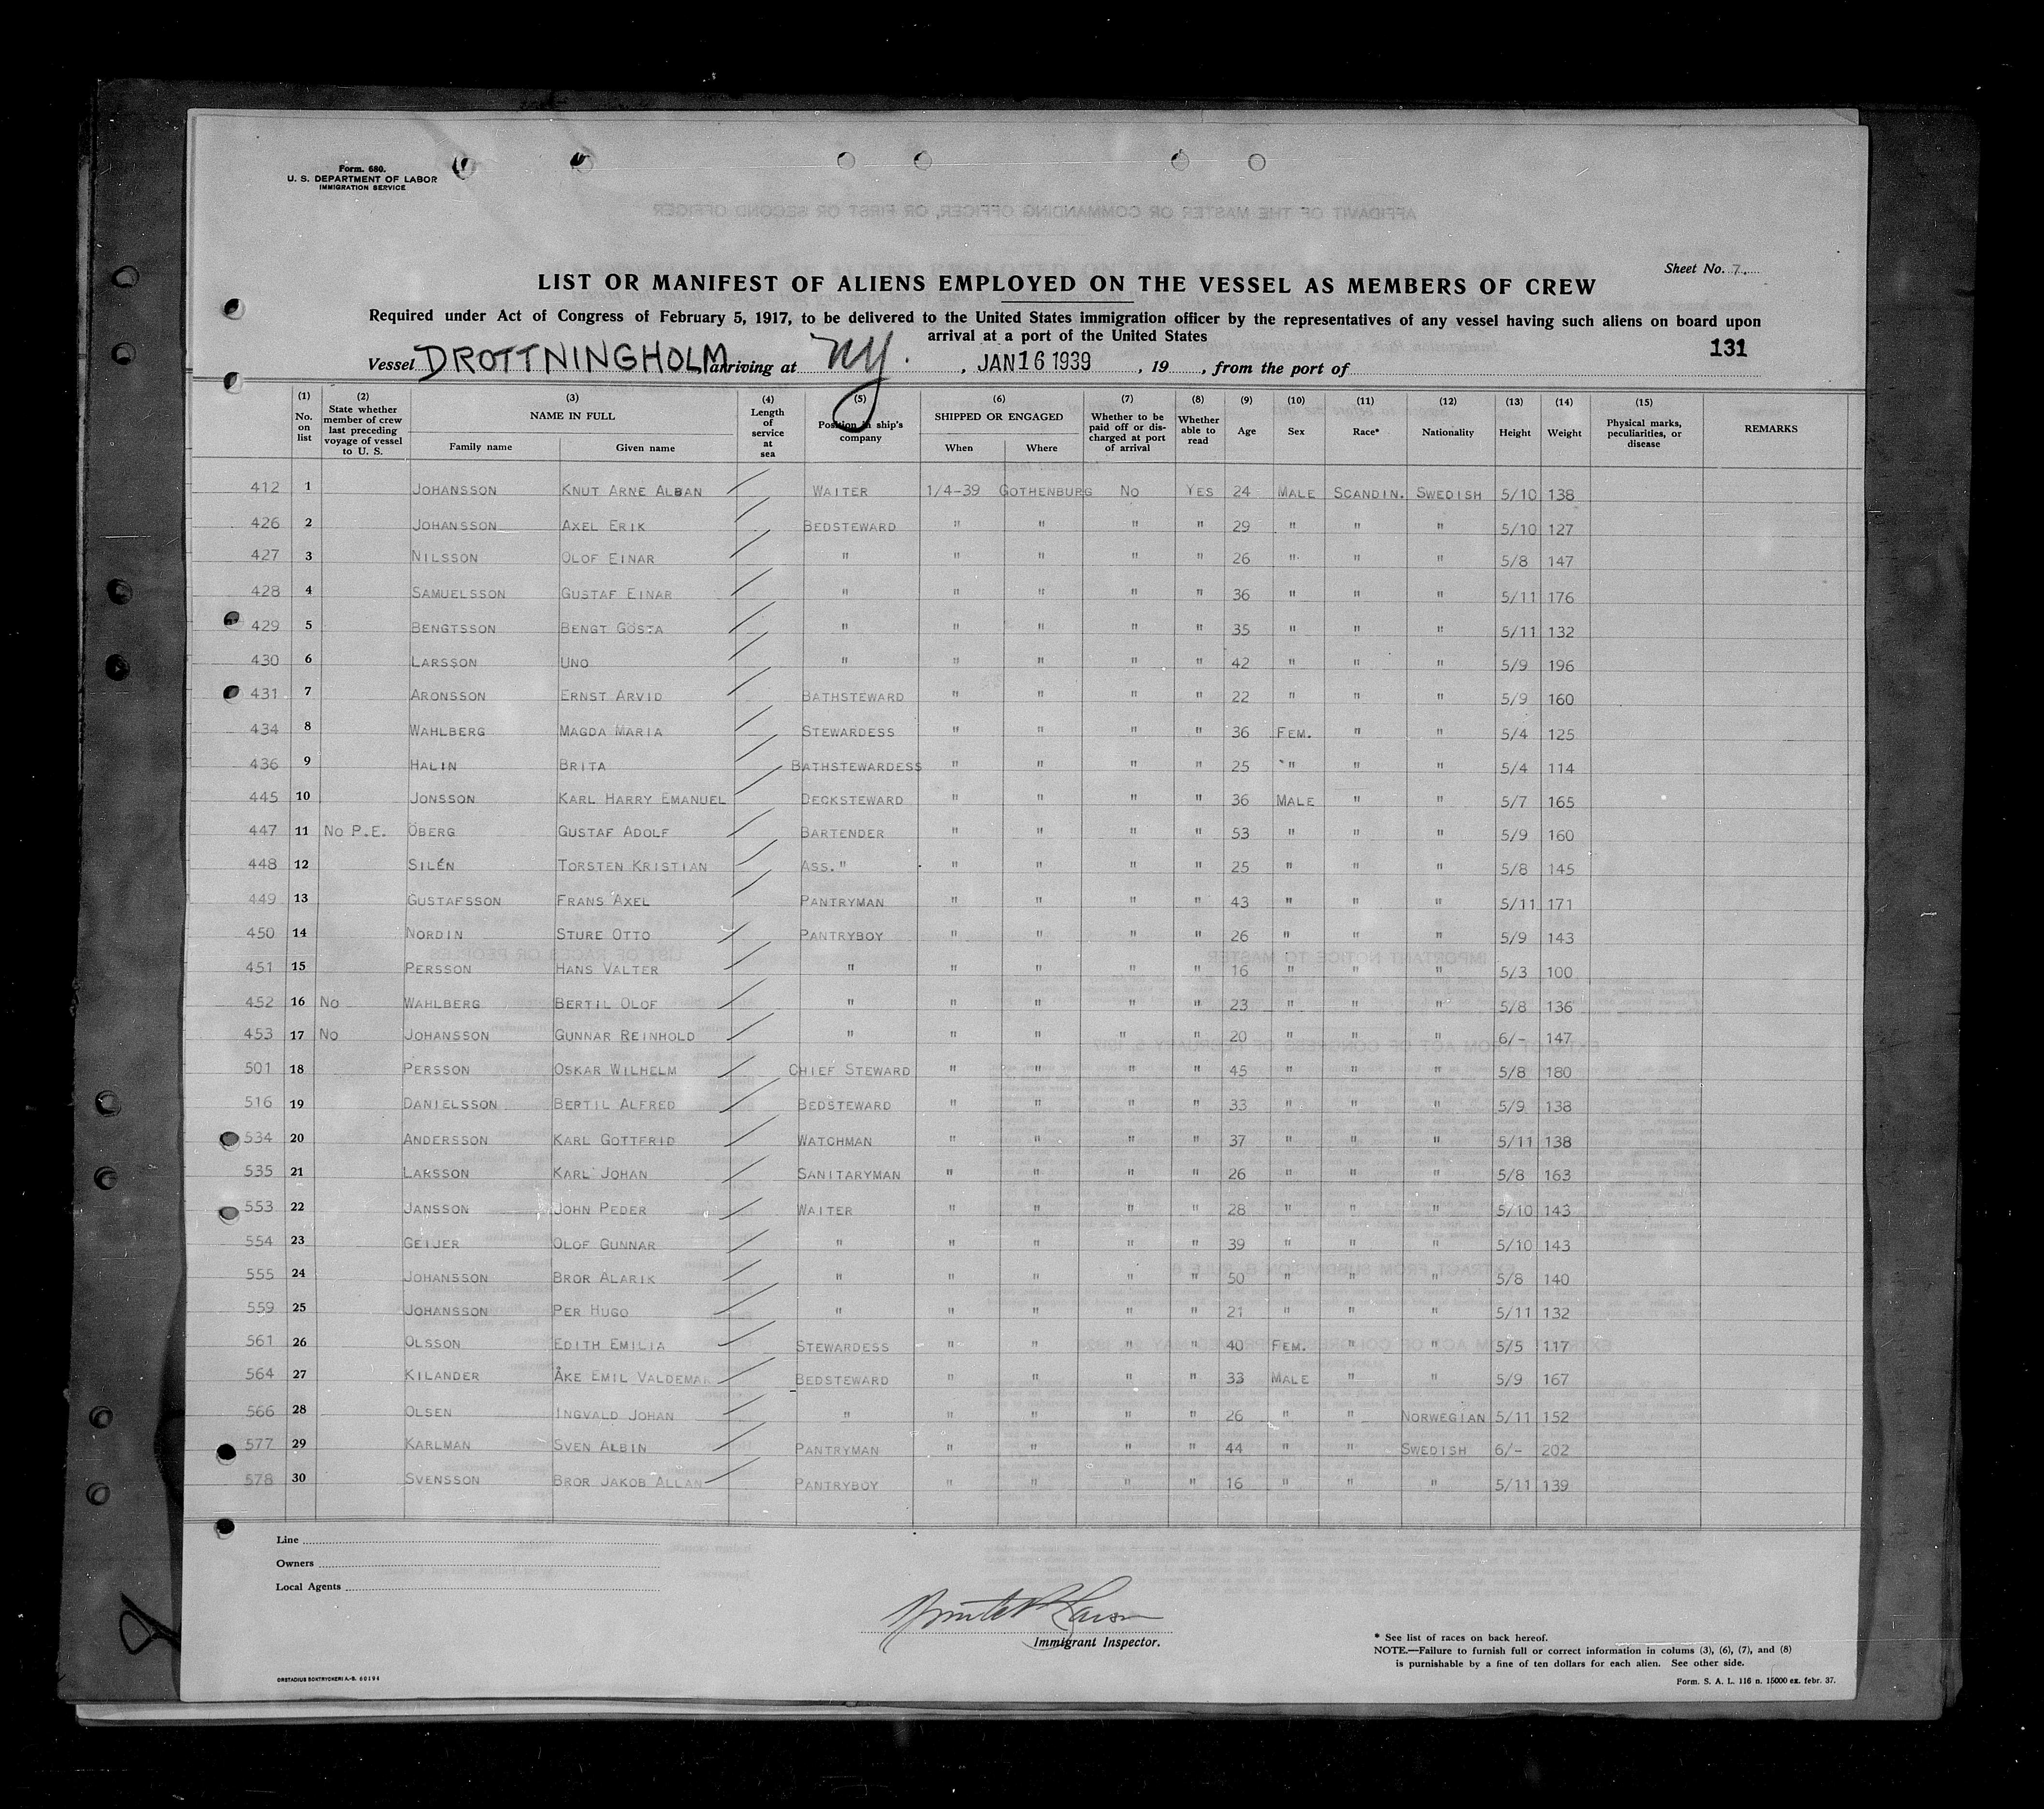 Form. 680.
U. S. DEPARTMENT OF LABOR
IMMIGRATION SERVICE
Sheet No. 7.
LIST OR MANIFEST OF ALIENS EMPLOYED ON THE VESSEL AS MEMBERS OF CREW
Required under Act of Congress of February 5, 1917, to be delivered to the United States immigration officer by the representatives of any vessel having such aliens on board upon
arrival at a port of the United States
131
Vessel DROTTNINGHOLM arriving at NY. , JAN 16 1939 , 19 , from the port of
(1) No. on list (2) State whether member of crew last preceding voyage of vessel to U. S. (3) NAME IN FULL Family name Given name (4) Length of service at sea (5) Position in ship's company (6) SHIPPED OR ENGAGED When Where (7) Whether to be paid off or discharged at port of arrival (8) Whether able to read (9) Age (10) Sex (11) Race* (12) Nationality (13) Height (14) Weight (15) Physical marks, peculiarities, or disease REMARKS
412 1 JOHANSSON KNUT ARNE ALBAN WAITER 1/4-39 GOTHENBURG NO YES 24 MALE SCANDIN. SWEDISH 5/10 138
426 2 JOHANSSON AXEL ERIK BEDSTEWARD " " " " 29 " " " 5/10 127
427 3 NILSSON OLOF EINAR " " " " " 26 " " " 5/8 147
428 4 SAMUELSSON GUSTAF EINAR " " " " " 36 " " " 5/11 176
429 5 BENGTSSON BENGT GÖSTA " " " " " 35 " " " 5/11 132
430 6 LARSSON UNO " " " " " 42 " " " 5/9 196
431 7 ARONSSON ERNST ARVID BATHSTEWARD " " " " 22 " " " 5/9 160
434 8 WAHLBERG MAGDA MARIA STEWARDESS " " " " 36 FEM. " " 5/4 125
436 9 HALIN BRITA BATHSTEWARDESS " " " " 25 " " " 5/4 114
445 10 JONSSON KARL HARRY EMANUEL DECKSTEWARD " " " " 36 MALE " " 5/7 165
447 11 NO P.E. ÖBERG GUSTAF ADOLF BARTENDER " " " " 53 " " " 5/9 160
448 12 SILÉN TORSTEN KRISTIAN ASS. " " " " " 25 " " " 5/8 145
449 13 GUSTAFSSON FRANS AXEL PANTRYMAN " " " " 43 " " " 5/11 171
450 14 NORDIN STURE OTTO PANTRYBOY " " " " 26 " " " 5/9 143
451 15 PERSSON HANS VALTER " " " " " 16 " " " 5/3 100
452 16 NO WAHLBERG BERTIL OLOF " " " " " 23 " " " 5/8 136
453 17 NO JOHANSSON GUNNAR REINHOLD " " " " " 20 " " " 6/- 147
501 18 PERSSON OSKAR WILHELM CHIEF STEWARD " " " " 45 " " " 5/8 180
516 19 DANIELSSON BERTIL ALFRED BEDSTEWARD " " " " 33 " " " 5/9 138
534 20 ANDERSSON KARL GOTTFRID WATCHMAN " " " " 37 " " " 5/11 138
535 21 LARSSON KARL JOHAN SANITARYMAN " " " " 26 " " " 5/8 163
553 22 JANSSON JOHN PEDER WAITER " " " " 28 " " " 5/10 143
554 23 GEIJER OLOF GUNNAR " " " " " 39 " " " 5/10 143
555 24 JOHANSSON BROR ALARIK " " " " " 50 " " " 5/8 140
559 25 JOHANSSON PER HUGO " " " " " 21 " " " 5/11 132
561 26 OLSSON EDITH EMILIA STEWARDESS " " " " 40 FEM. " " 5/5 117
564 27 KILANDER ÅKE EMIL VALDEMAR BEDSTEWARD " " " " 33 MALE " " 5/9 167
566 28 OLSEN INGVALD JOHAN " " " " " 26 " " NORWEGIAN 5/11 152
577 29 KARLMAN SVEN ALBIN PANTRYMAN " " " " 44 " " SWEDISH 6/- 202
578 30 SVENSSON BROR JAKOB ALLAN PANTRYBOY " " " " 16 " " " 5/11 139
Line
Owners
Local Agents
Immigrant Inspector.
* See list of races on back hereof.
NOTE.—Failure to furnish full or correct information in colums (3), (6), (7), and (8)
is punishable by a fine of ten dollars for each alien. See other side.
ORSTADIUS BOKTRYCKERI A.-B. 60194
Form. S. A. L. 116 n. 15000 ex. febr. 37.